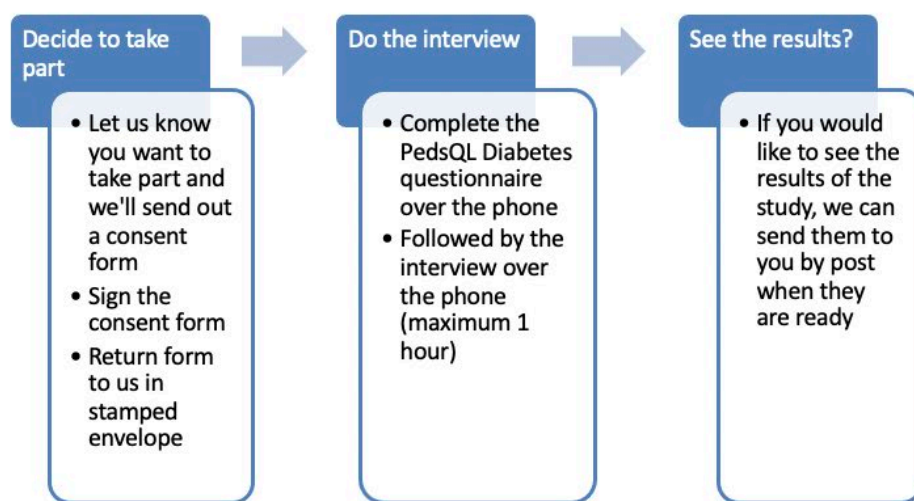 Decide to take
part
• Let us know
you want to
take part and
we'll send out
a consent
form
• Sign the
consent form
• Return form
to us in
stamped
envelope
Do the interview
• Complete the
PedsQL Diabetes
questionnaire
over the phone
• Followed by the
interview over
the phone
(maximum 1
hour)
See the results?
• If you would
like to see the
results of the
study, we can
send them to
you by post
when they
are ready